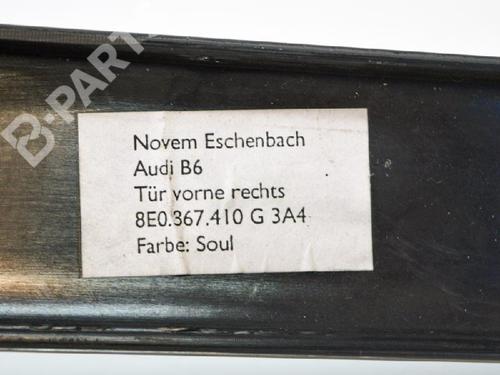 B-PARTS
Novem Eschenbach
Audi B6
Tür vorne rechts
8E0.367.410 G 3A4
Farbe: Soul